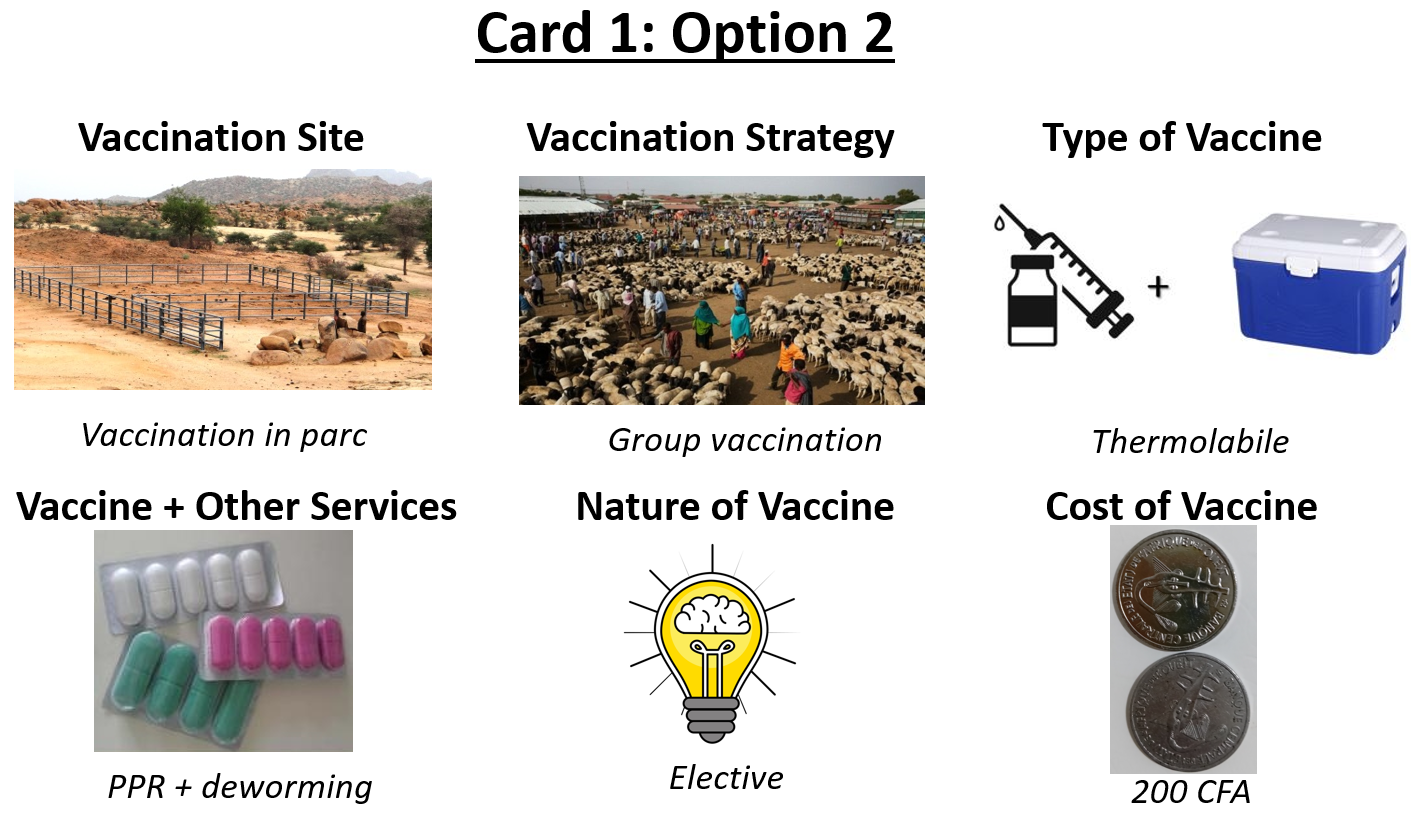 Card 1: Option 2
Vaccination Site
Vaccination Strategy
Type of Vaccine
+
Vaccination in parc
Group vaccination
Thermolabile
Vaccine + Other Services
Nature of Vaccine
Cost of Vaccine
PPR + deworming
Elective
200 CFA